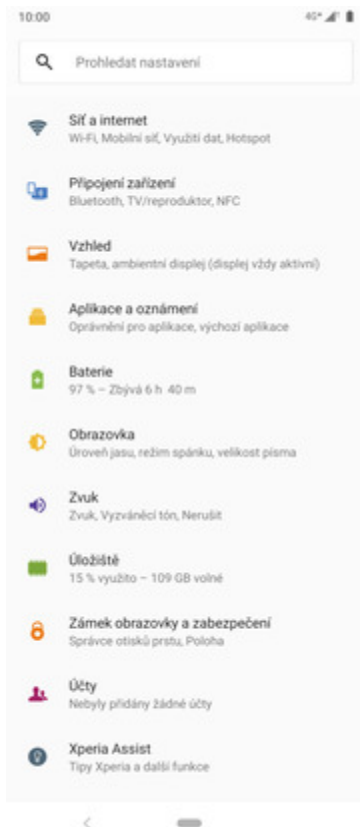 10:00
4G+
Prohledat nastavení
Síť a internet
Wi-Fi, Mobilní síť, Využití dat, Hotspot
Připojení zařízení
Bluetooth, TV/reproduktor, NFC
Vzhled
Tapeta, ambientní displej (displej vždy aktivní)
Aplikace a oznámení
Oprávnění pro aplikace, výchozí aplikace
Baterie
97 % – Zbývá 6 h 40 m
Obrazovka
Úroveň jasu, režim spánku, velikost písma
Zvuk
Zvuk, Vyzváněcí tón, Nerušit
Úložiště
15 % využito – 109 GB volné
Zámek obrazovky a zabezpečení
Správce otisků prstu, Poloha
Účty
Nebyly přidány žádné účty
Xperia Assist
Tipy Xperia a další funkce